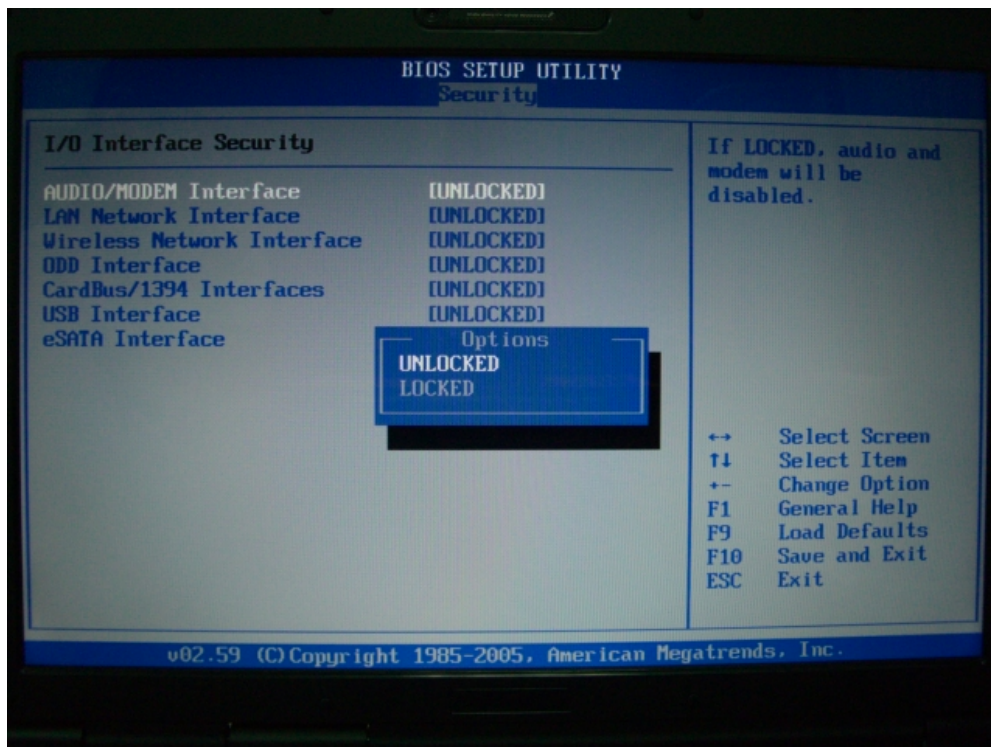 BIOS SETUP UTILITY
Security
I/O Interface Security
AUDIO/MODEM Interface [UNLOCKED]
LAN Network Interface [UNLOCKED]
Wireless Network Interface [UNLOCKED]
ODD Interface [UNLOCKED]
CardBus/1394 Interfaces [UNLOCKED]
USB Interface [UNLOCKED]
eSATA Interface
Options
UNLOCKED
LOCKED
If LOCKED, audio and
modem will be
disabled.
←→ Select Screen
↑↓ Select Item
+- Change Option
F1 General Help
F9 Load Defaults
F10 Save and Exit
ESC Exit
v02.59 (C)Copyright 1985-2005, American Megatrends, Inc.